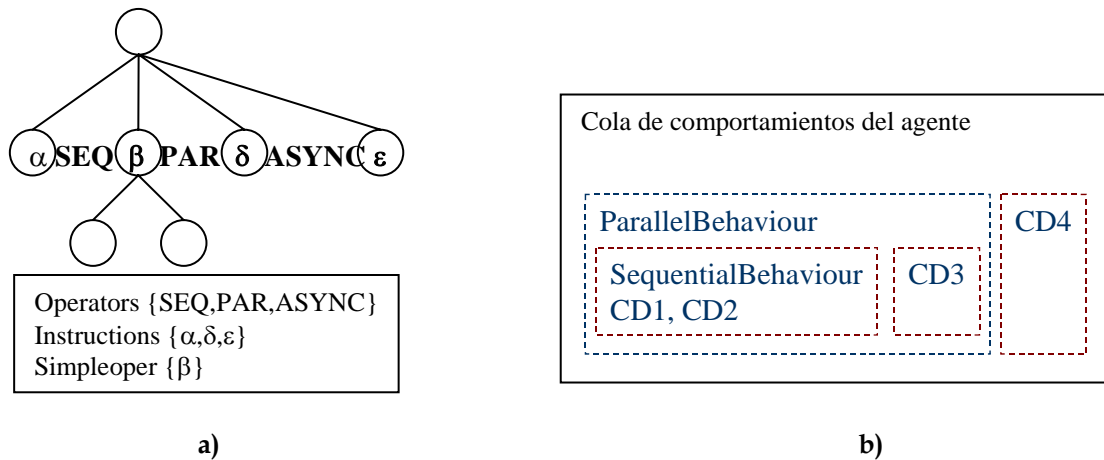 α SEQ β PAR δ ASYNC ε
Operators {SEQ,PAR,ASYNC}
Instructions {α,δ,ε}
Simpleoper {β}
a)
Cola de comportamientos del agente
ParallelBehaviour
CD4
SequentialBehaviour
CD1, CD2
CD3
b)